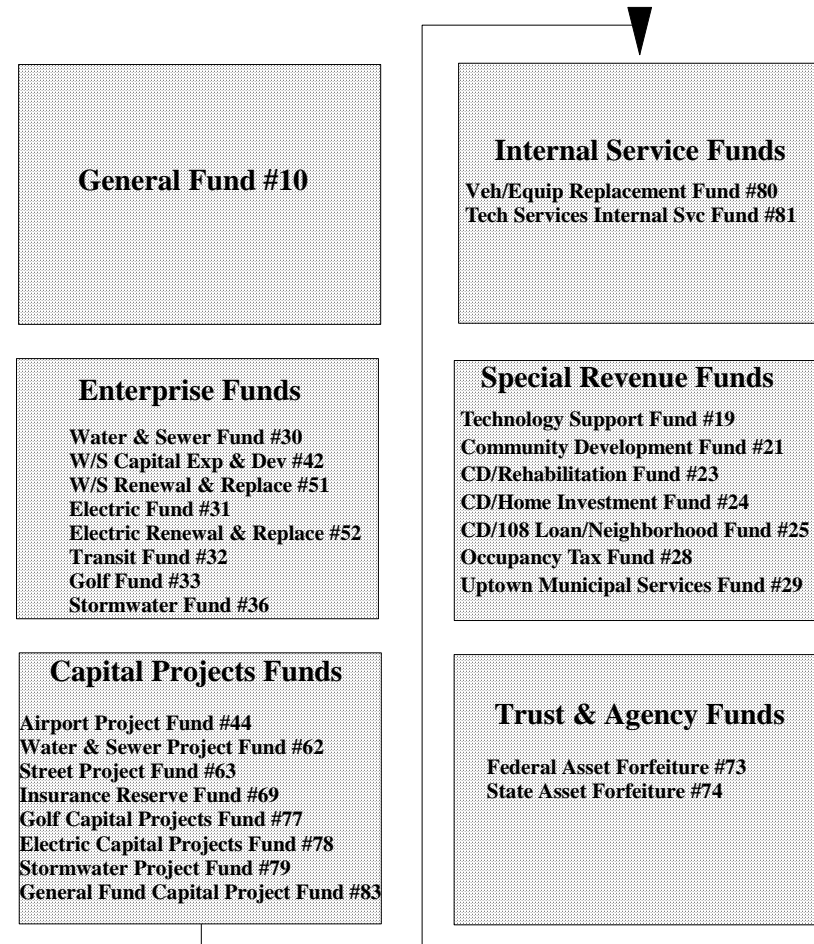 General Fund #10
Enterprise Funds
Water & Sewer Fund #30
W/S Capital Exp & Dev #42
W/S Renewal & Replace #51
Electric Fund #31
Electric Renewal & Replace #52
Transit Fund #32
Golf Fund #33
Stormwater Fund #36
Capital Projects Funds
Airport Project Fund #44
Water & Sewer Project Fund #62
Street Project Fund #63
Insurance Reserve Fund #69
Golf Capital Projects Fund #77
Electric Capital Projects Fund #78
Stormwater Project Fund #79
General Fund Capital Project Fund #83
Internal Service Funds
Veh/Equip Replacement Fund #80
Tech Services Internal Svc Fund #81
Special Revenue Funds
Technology Support Fund #19
Community Development Fund #21
CD/Rehabilitation Fund #23
CD/Home Investment Fund #24
CD/108 Loan/Neighborhood Fund #25
Occupancy Tax Fund #28
Uptown Municipal Services Fund #29
Trust & Agency Funds
Federal Asset Forfeiture #73
State Asset Forfeiture #74